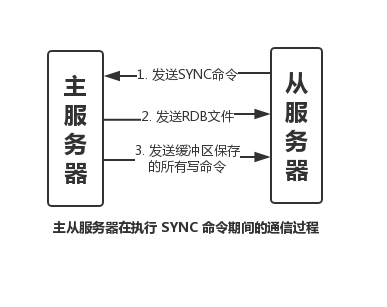 主服务器
从服务器
1. 发送SYNC命令
2. 发送RDB文件
3. 发送缓冲区保存
的所有写命令
主从服务器在执行 SYNC 命令期间的通信过程